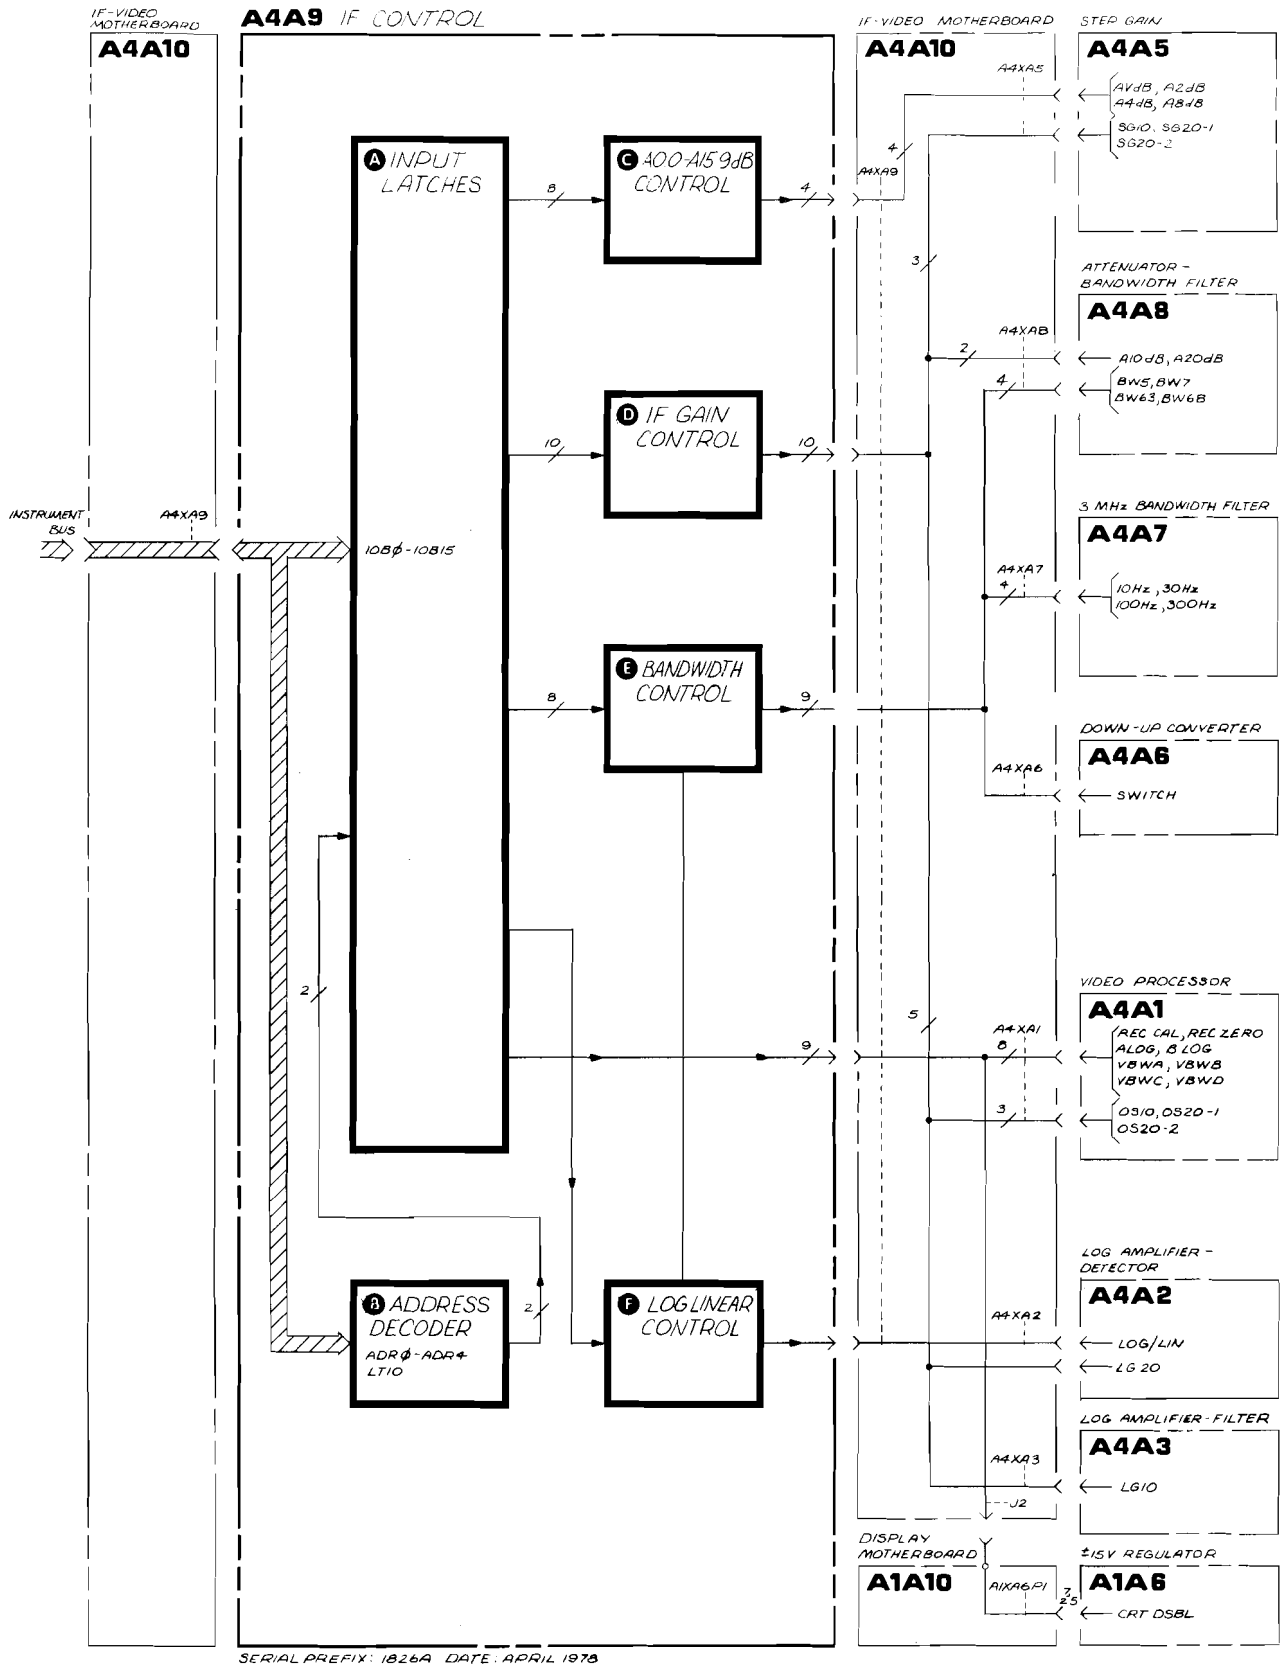 IF-VIDEO
MOTHERBOARD
A4A10
A4A9 IF CONTROL
IF-VIDEO MOTHERBOARD
A4A10
STEP GAIN
A4A5
A4XA5
AVdB, A2dB
A4dB, A8dB
SG10, SG20-1
SG20-2
A INPUT
LATCHES
8
C A0.0-A15.9dB
CONTROL
4
4
A4XA9
3
ATTENUATOR-
BANDWIDTH FILTER
A4A8
A4XA8
2
A10dB, A20dB
4
BW5, BW7
BW63, BW6B
10
D IF GAIN
CONTROL
10
INSTRUMENT
BUS
A4XA9
IOBØ-IOB15
3 MHz BANDWIDTH FILTER
A4A7
A4XA7
4
10Hz, 30Hz
100Hz, 300Hz
8
E BANDWIDTH
CONTROL
9
DOWN-UP CONVERTER
A4A6
A4XA6
SWITCH
2
VIDEO PROCESSOR
A4A1
5
A4XA1
9
8
REC CAL, REC ZERO
ALOG, B LOG
VBWA, VBWB
VBWC, VBWD
3
OS10, OS20-1
OS20-2
B ADDRESS
DECODER
ADRØ-ADR4
LT10
2
F LOG LINEAR
CONTROL
LOG AMPLIFIER-
DETECTOR
A4A2
A4XA2
LOG/LIN
LG20
LOG AMPLIFIER-FILTER
A4A3
A4XA3
LG10
J2
DISPLAY
MOTHERBOARD
A1A10
A1XA6P1
7,
25
±15V REGULATOR
A1A6
CRT DSBL
SERIAL PREFIX: 1826A DATE: APRIL 1978